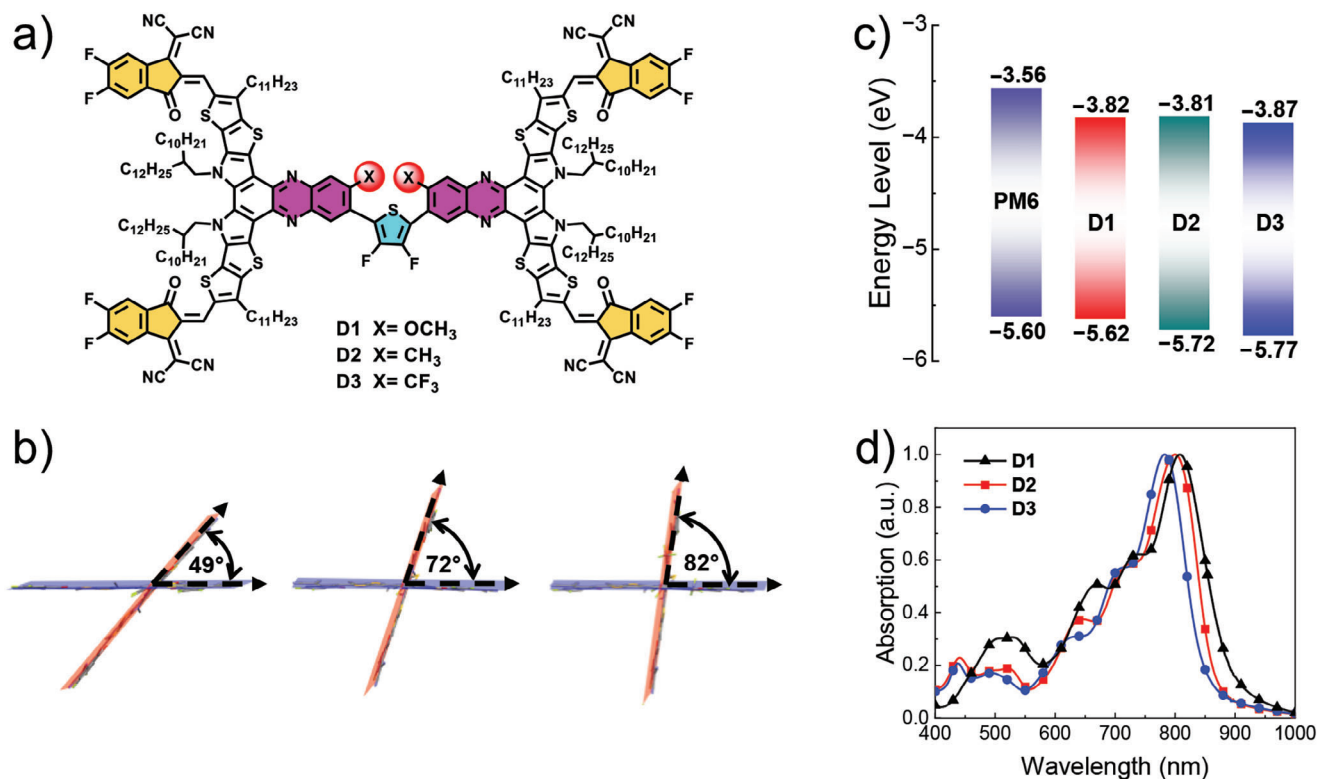 a)
NC CN
NC CN
F
F
F
F
O
O
C₁₁H₂₃
C₁₁H₂₃
S
S
S
S
C₁₀H₂₁
C₁₂H₂₅
C₁₂H₂₅
C₁₀H₂₁
N
N
X
X
N
N
N
N
S
N
N
C₁₂H₂₅
C₁₀H₂₁
F
F
C₁₀H₂₁
C₁₂H₂₅
S
S
S
S
O
O
C₁₁H₂₃
C₁₁H₂₃
F
F
F
F
NC CN
NC CN
D1 X= OCH₃
D2 X= CH₃
D3 X= CF₃
b)
49°
72°
82°
c)
Energy Level (eV)
−3
−4
−5
−6
−3.56
−3.82
−3.81
−3.87
PM6
D1
D2
D3
−5.60
−5.62
−5.72
−5.77
d)
Absorption (a.u.)
1.0
0.8
0.6
0.4
0.2
0.0
D1
D2
D3
400 500 600 700 800 900 1000
Wavelength (nm)